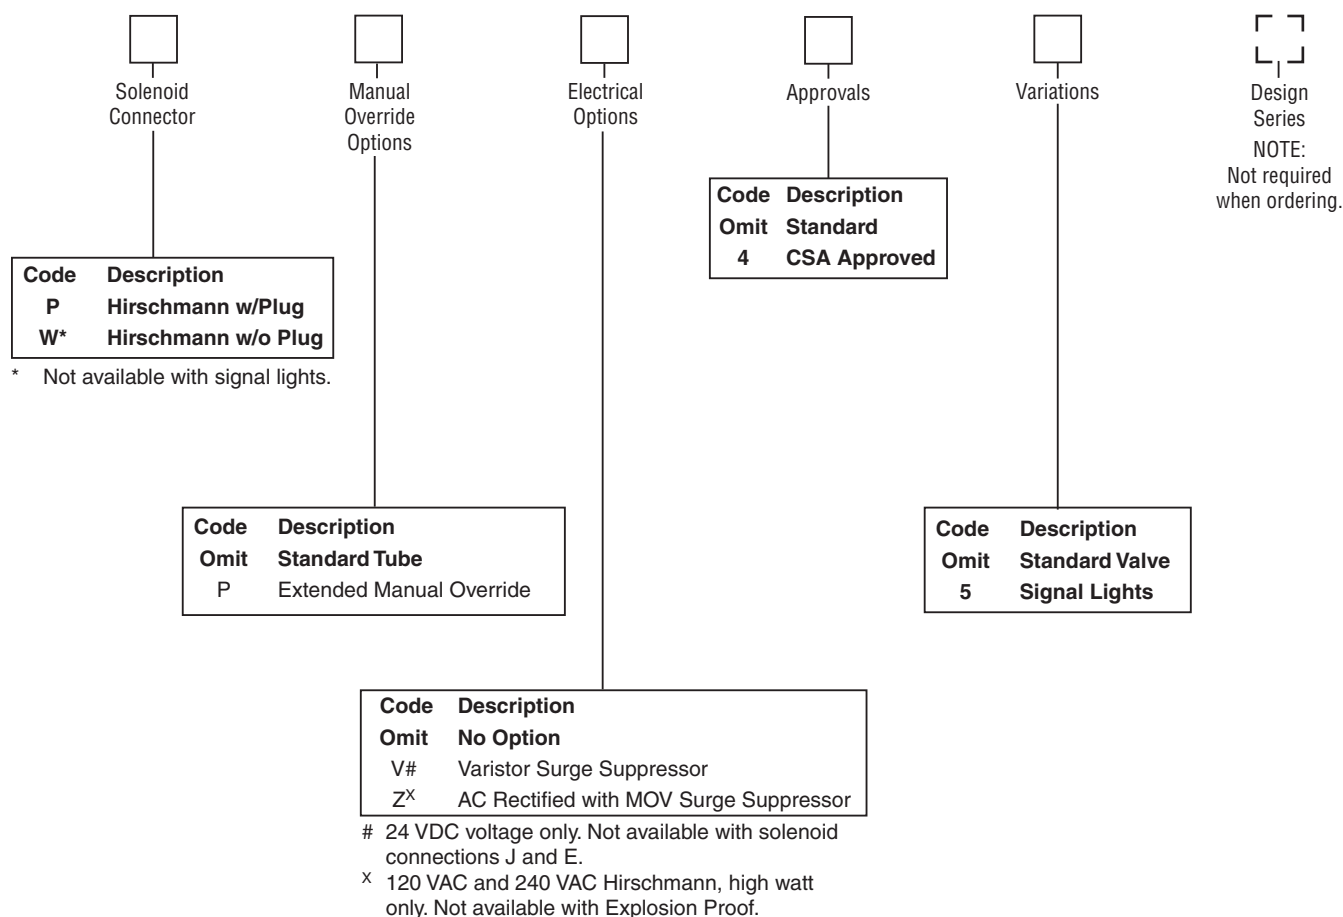 Solenoid
Connector
Manual
Override
Options
Electrical
Options
Approvals
Variations
Design
Series
NOTE:
Not required
when ordering.
Code Description
Omit Standard
4 CSA Approved
Code Description
P Hirschmann w/Plug
W* Hirschmann w/o Plug
* Not available with signal lights.
Code Description
Omit Standard Tube
P Extended Manual Override
Code Description
Omit Standard Valve
5 Signal Lights
Code Description
Omit No Option
V# Varistor Surge Suppressor
Zˣ AC Rectified with MOV Surge Suppressor
# 24 VDC voltage only. Not available with solenoid
connections J and E.
ˣ 120 VAC and 240 VAC Hirschmann, high watt
only. Not available with Explosion Proof.